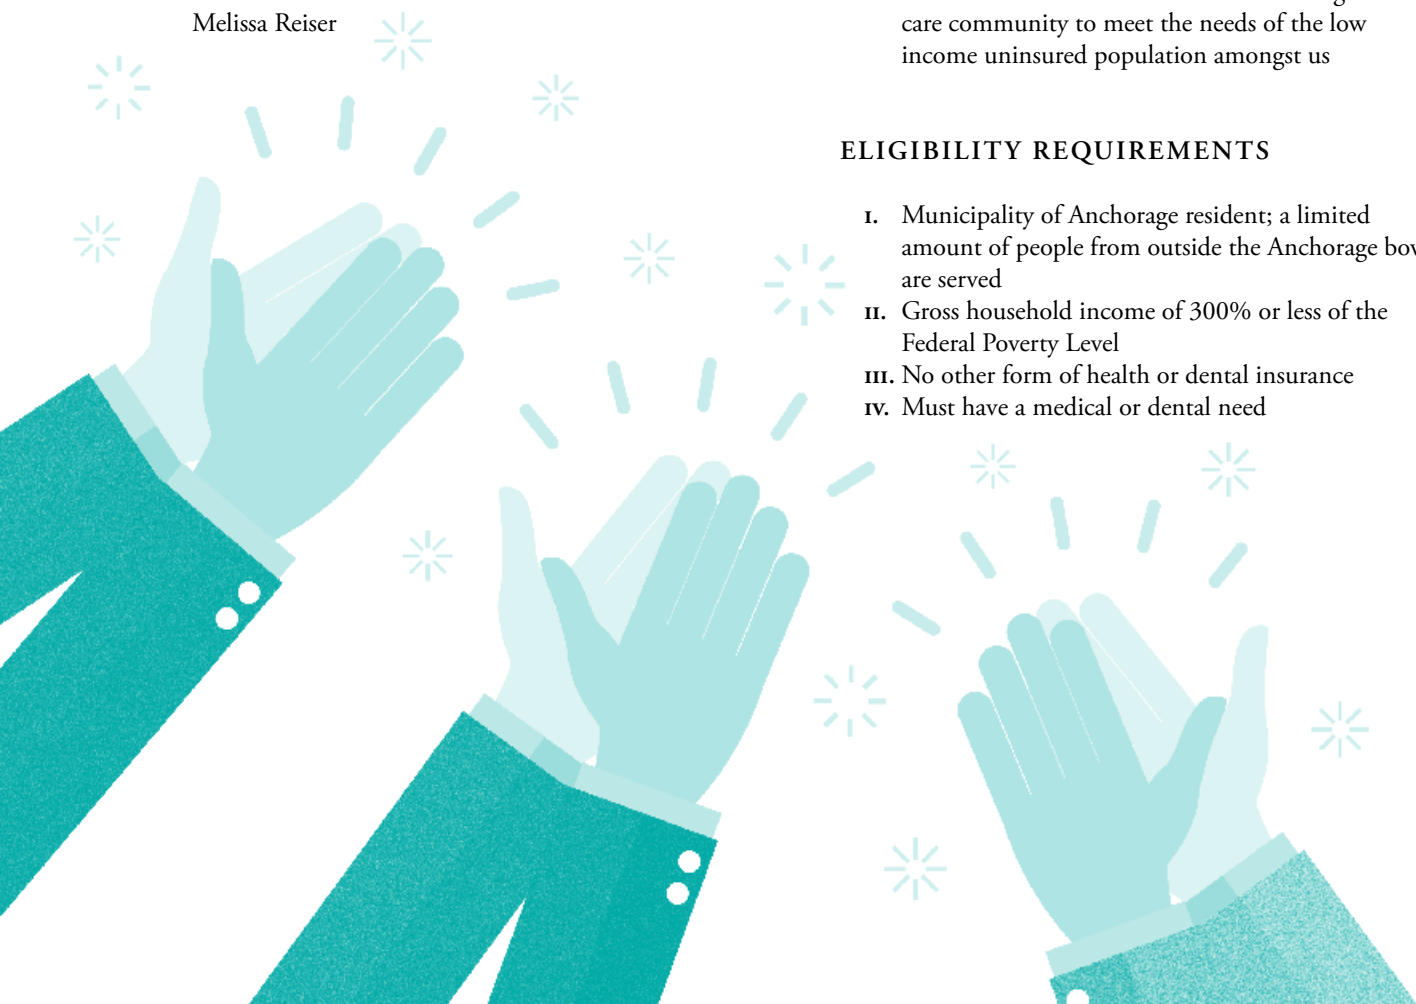 Melissa Reiser
care community to meet the needs of the low
income uninsured population amongst us
ELIGIBILITY REQUIREMENTS
I. Municipality of Anchorage resident; a limited
amount of people from outside the Anchorage
are served
II. Gross household income of 300% or less of the
Federal Poverty Level
III. No other form of health or dental insurance
IV. Must have a medical or dental need